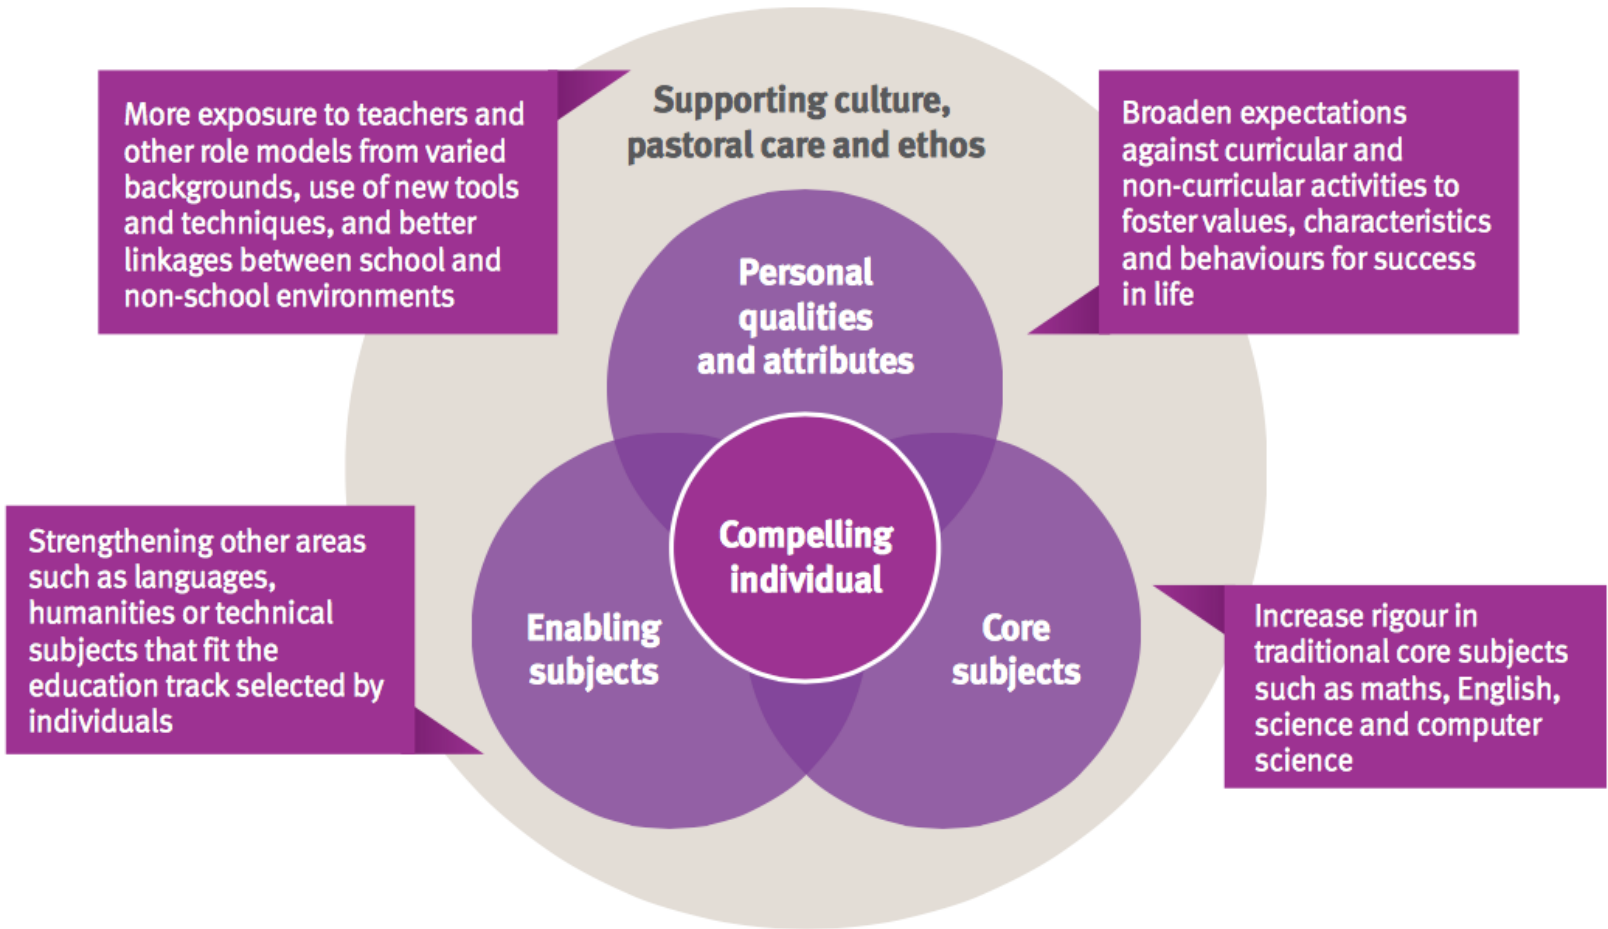 Supporting culture,
pastoral care and ethos
More exposure to teachers and
other role models from varied
backgrounds, use of new tools
and techniques, and better
linkages between school and
non-school environments
Broaden expectations
against curricular and
non-curricular activities to
foster values, characteristics
and behaviours for success
in life
Personal
qualities
and attributes
Compelling
individual
Enabling
subjects
Core
subjects
Strengthening other areas
such as languages,
humanities or technical
subjects that fit the
education track selected by
individuals
Increase rigour in
traditional core subjects
such as maths, English,
science and computer
science